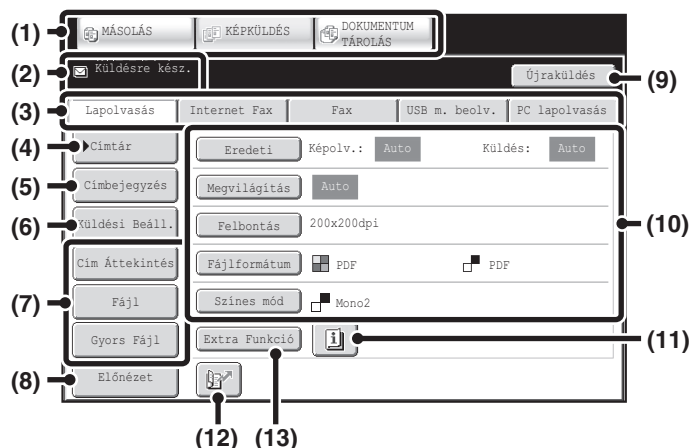 (1) MÁSOLÁS KÉPKÜLDÉS DOKUMENTUM
TÁROLÁS
(2) Küldésre kész.
Újraküldés (9)
(3) Lapolvasás Internet Fax Fax USB m. beolv. PC lapolvasás
(4) Címtár Eredeti Képolv.: Auto Küldés: Auto
(5) Címbejegyzés Megvilágítás Auto
(6) Küldési Beáll. Felbontás 200x200dpi (10)
Cím Áttekintés Fájlformátum PDF PDF
(7) Fájl Színes mód Mono2
Gyors Fájl Extra Funkció (11)
(8) Előnézet
(12) (13)